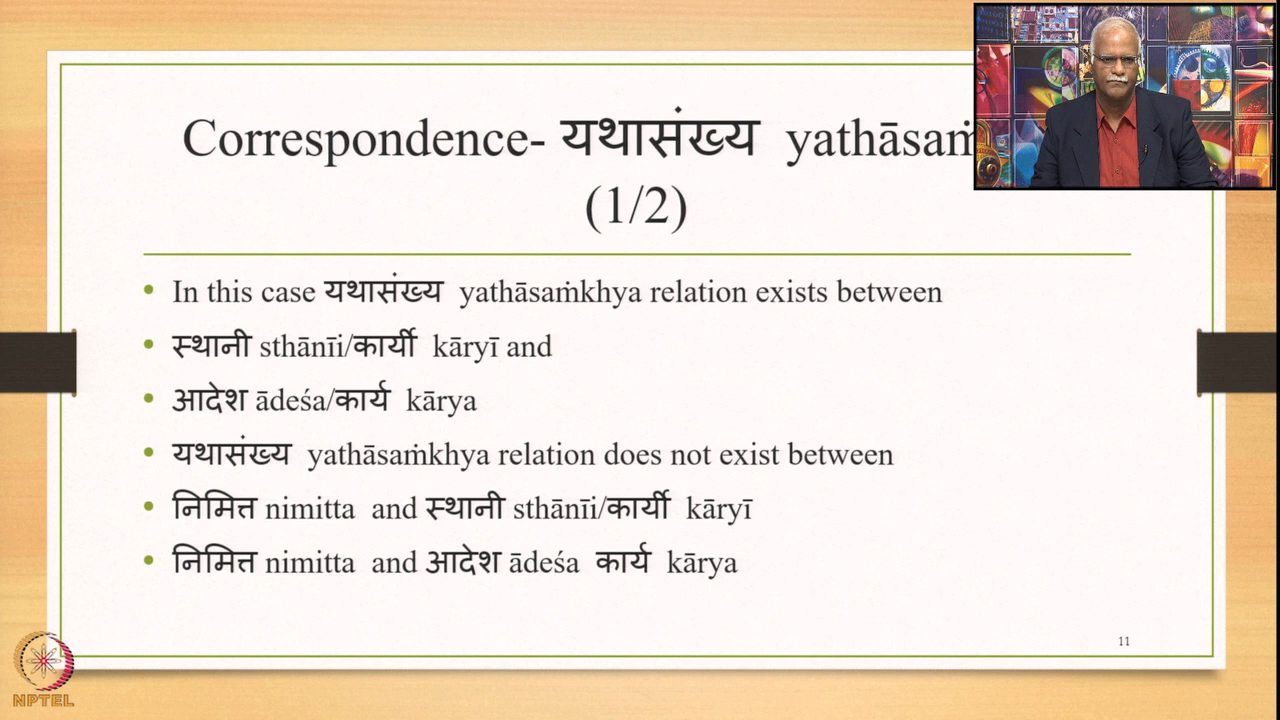 Correspondence- यथासंख्य
(1/2)
• In this case यथासंख्य yathāsaṁkhya relation exists between
• स्थानी sthānīi/कार्यी kāryī and
• आदेश ādeśa/कार्य kārya
• यथासंख्य yathāsaṁkhya relation does not exist between
• निमित्त nimitta and स्थानी sthānīi/कार्यी kāryī
• निमित्त nimitta and आदेश ādeśa कार्य kārya
11
NPTEL